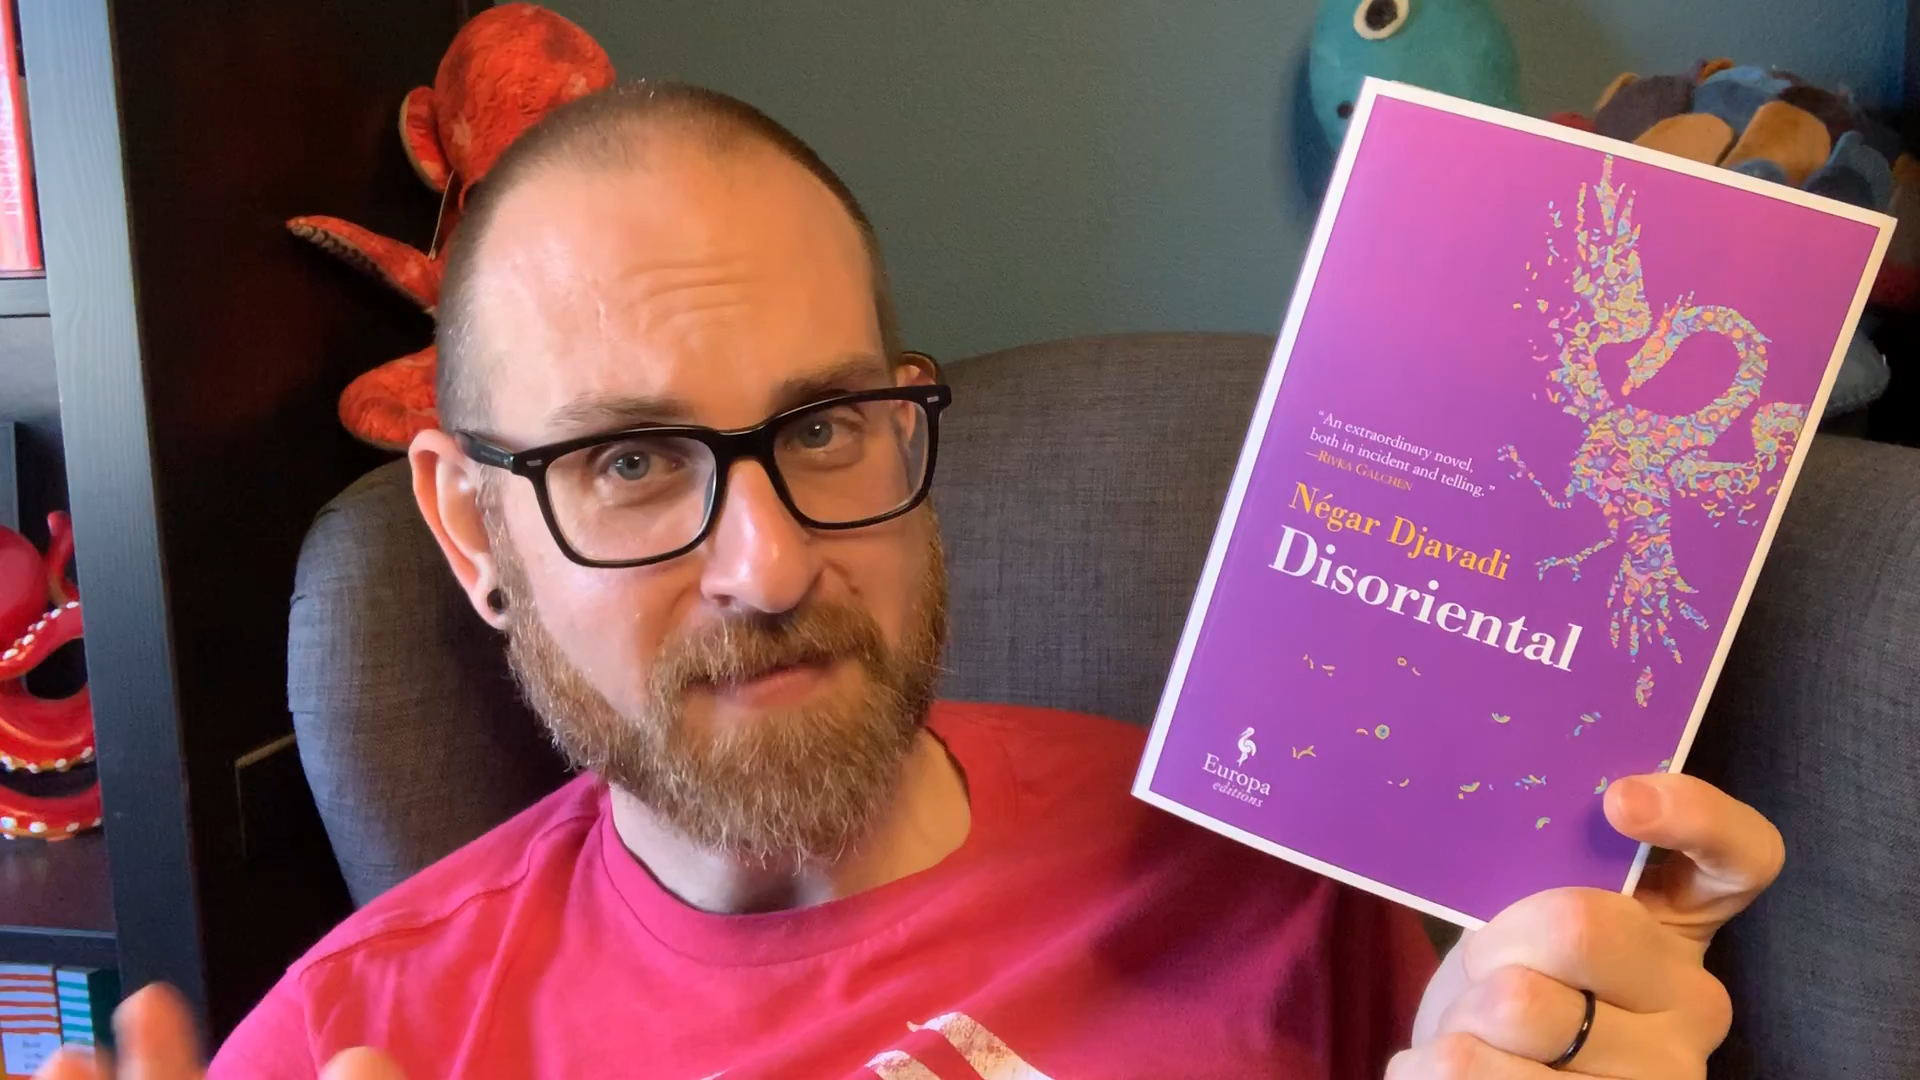 “An extraordinary novel,
both in incident and telling.”
—RIVKA GALCHEN
Négar Djavadi
Disoriental
Europa
editions